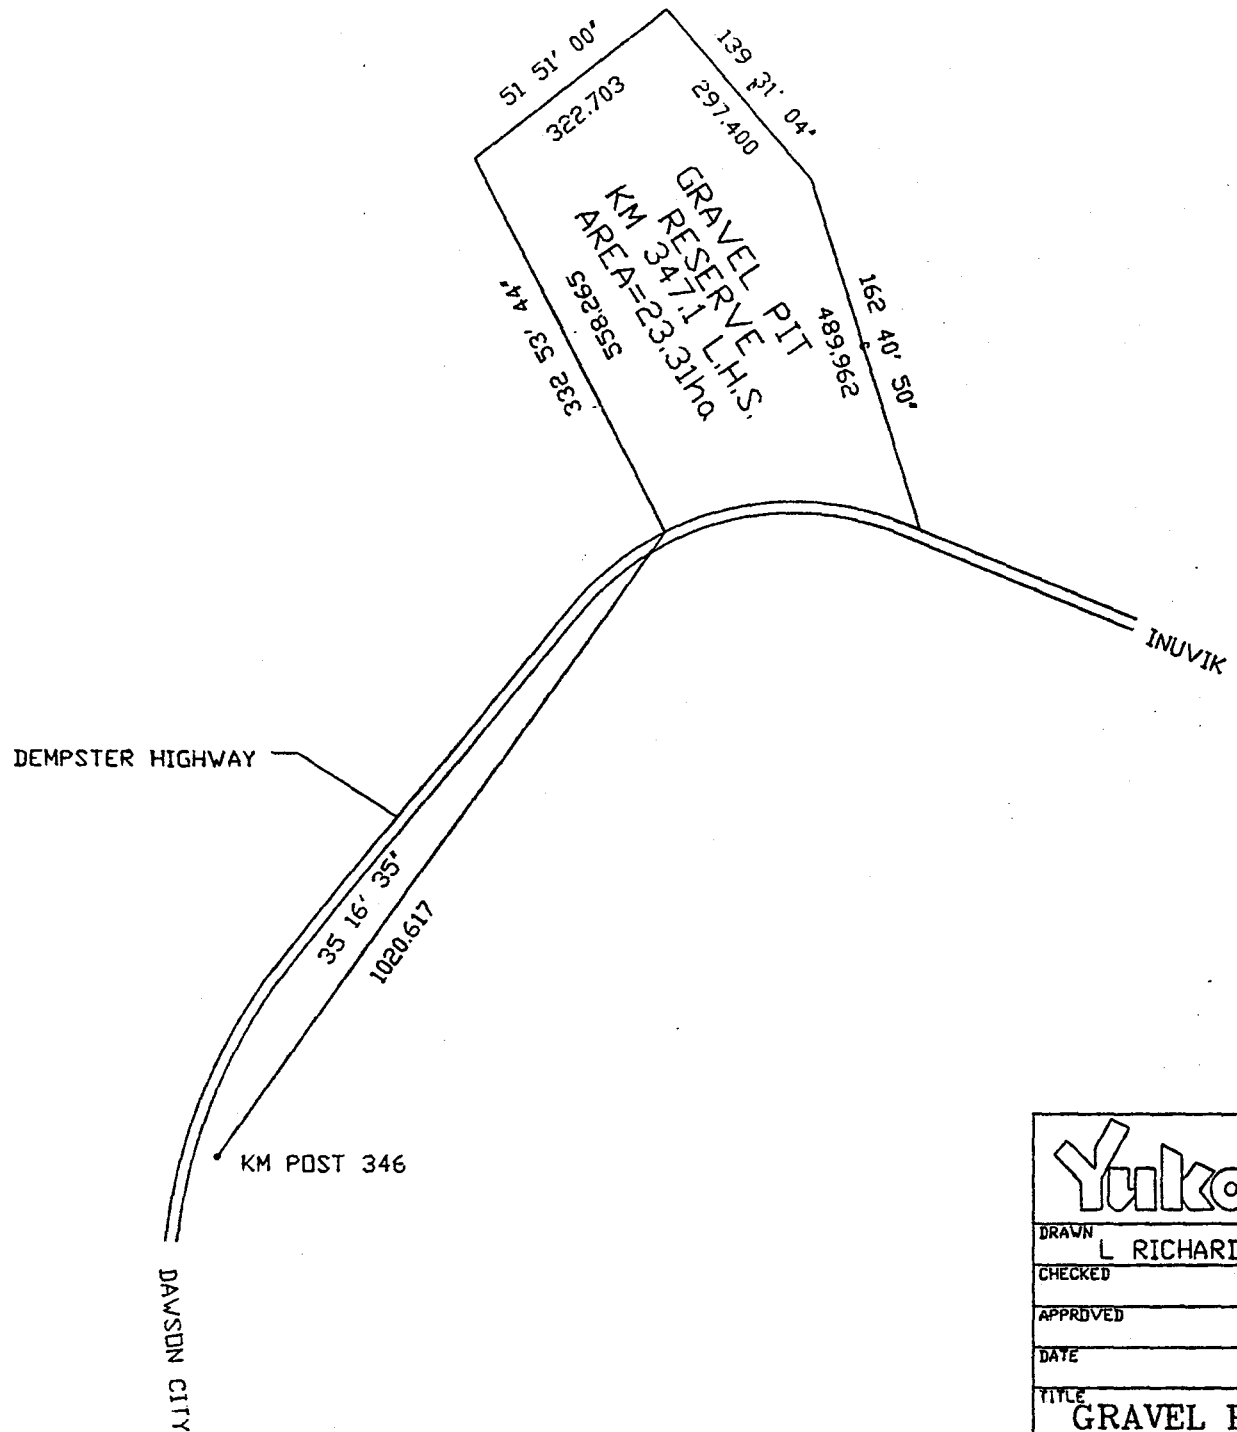 51 51' 00"
322.703
139 31' 04"
297.400
GRAVEL PIT
RESERVE
KM 347.1 L.H.S.
AREA=23.31ha
558.265
332 53' 44"
162 40' 50"
489.962
INUVIK
DEMPSTER HIGHWAY
35 16' 35"
1020.617
KM POST 346
DAWSON CITY
Yuko
DRAWN L RICHARD
CHECKED
APPROVED
DATE
TITLE
GRAVEL